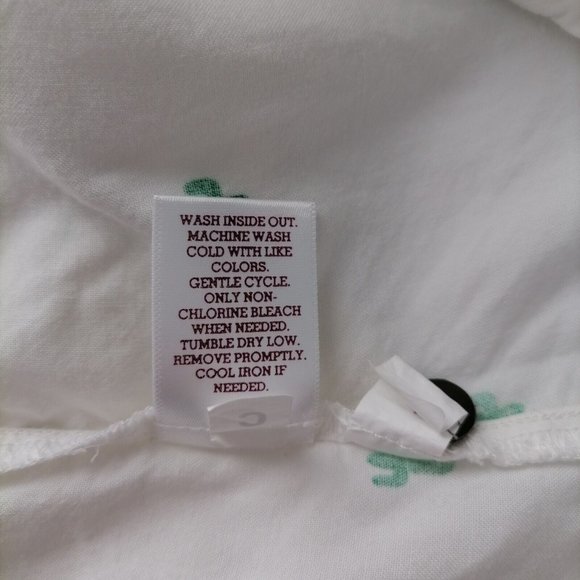 WASH INSIDE OUT.
MACHINE WASH
COLD WITH LIKE
COLORS.
GENTLE CYCLE.
ONLY NON-
CHLORINE BLEACH
WHEN NEEDED.
TUMBLE DRY LOW.
REMOVE PROMPTLY.
COOL IRON IF
NEEDED.
C